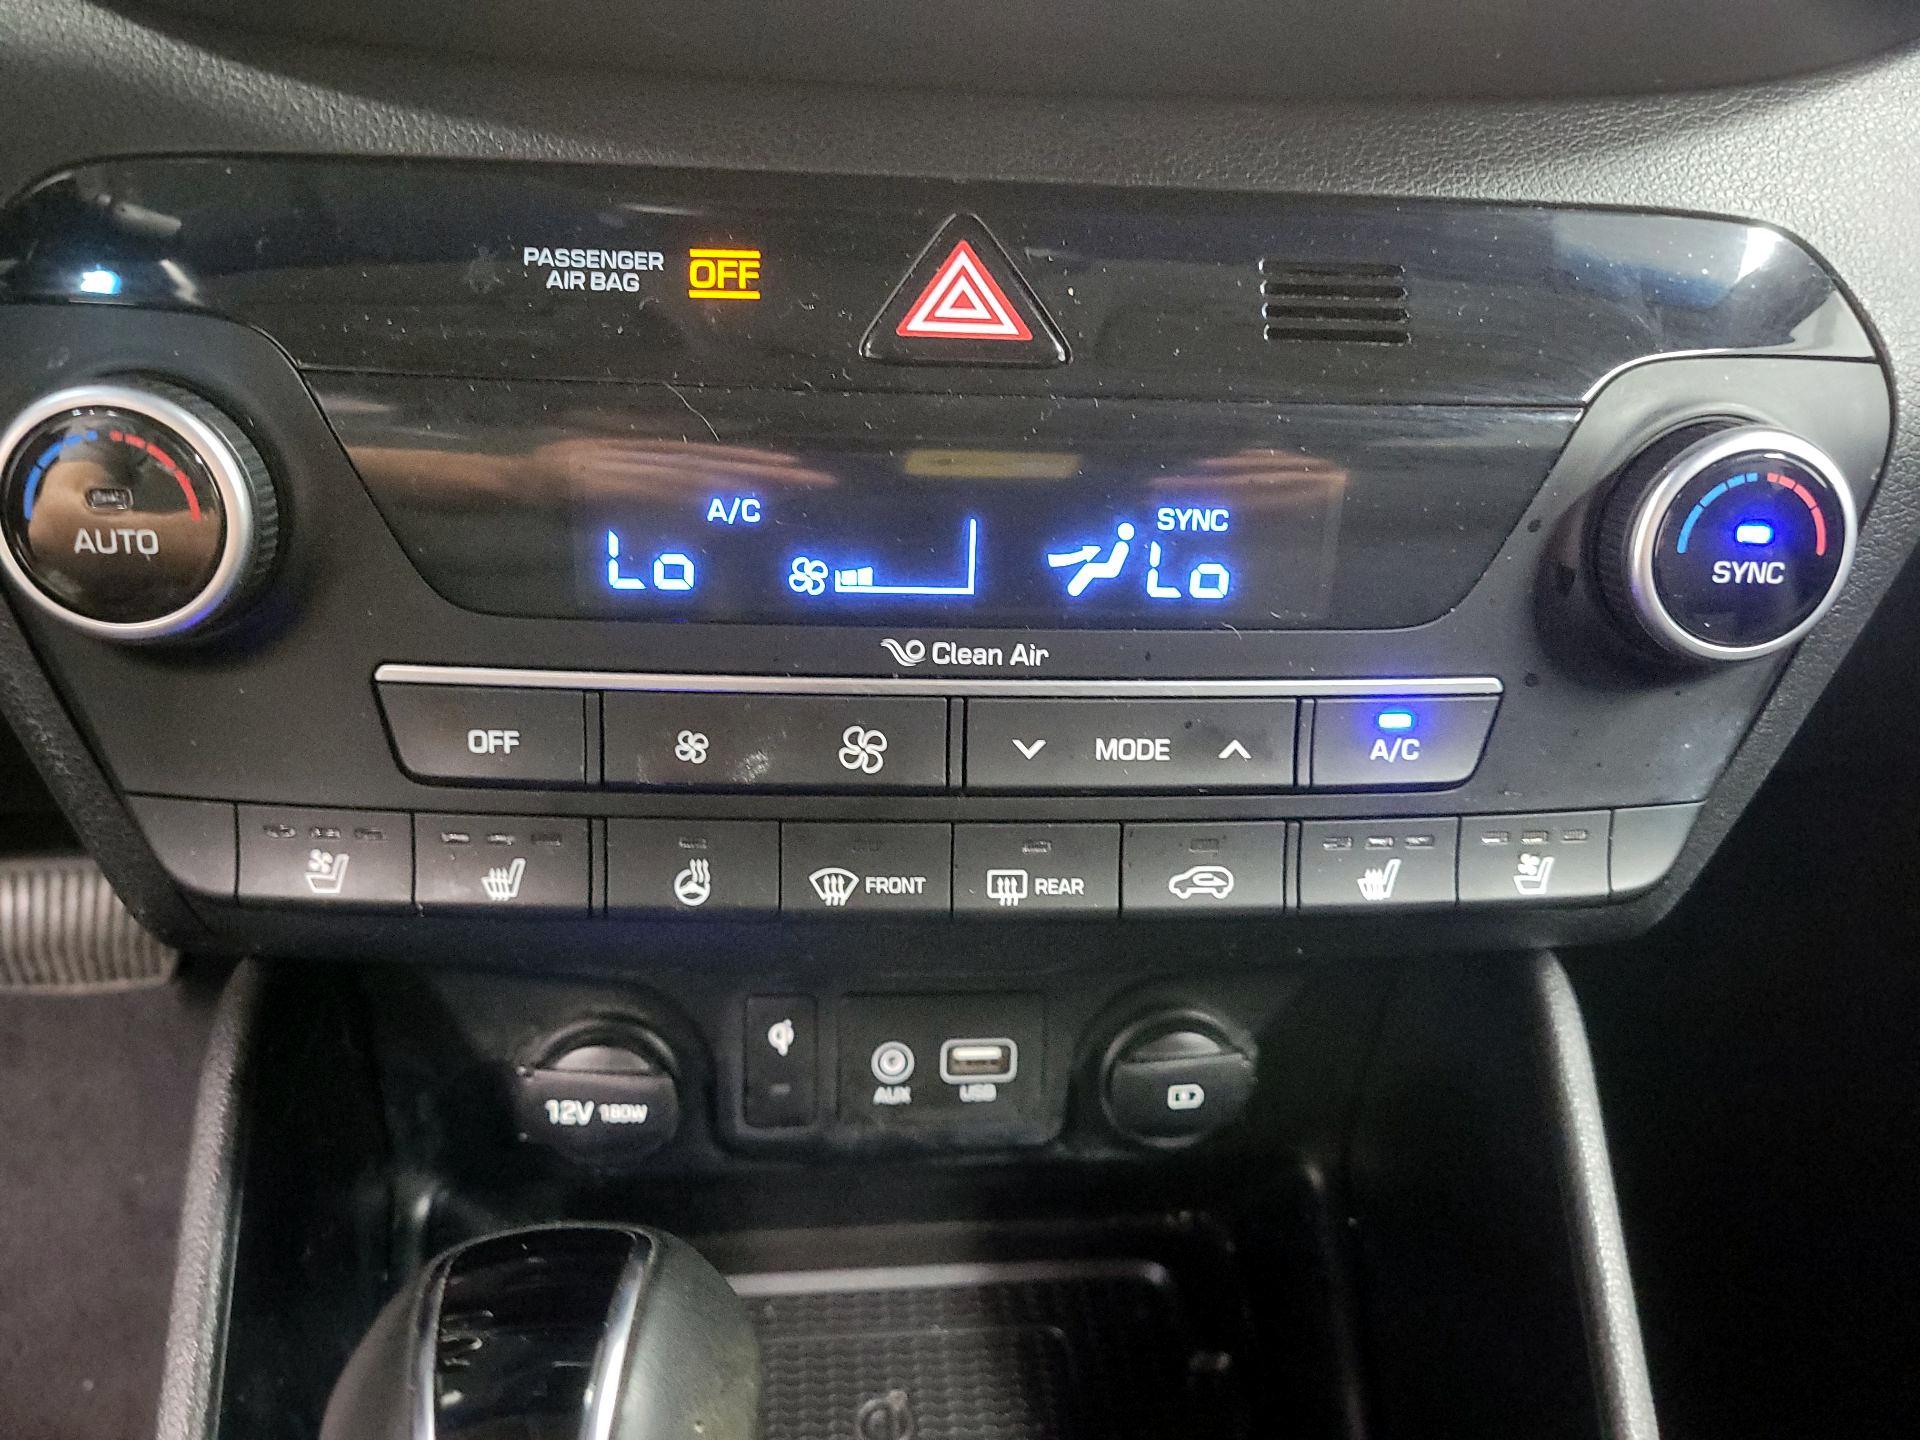 PASSENGER
AIR BAG
OFF
A/C
SYNC
Lo
Lo
AUTO
SYNC
Clean Air
OFF
MODE
A/C
FRONT
REAR
12V 180W
AUX
USB